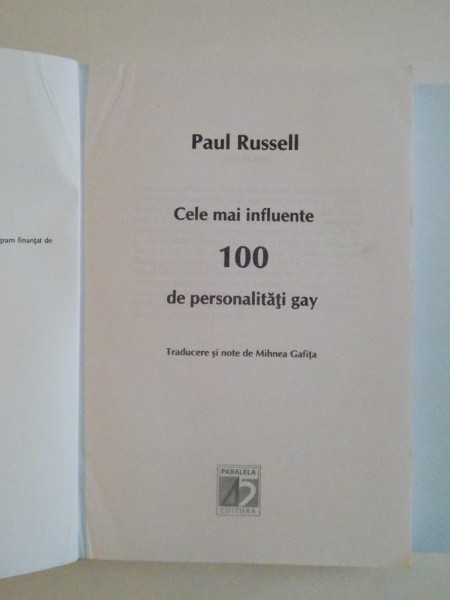 gram finanțat de
Paul Russell
Cele mai influente
100
de personalităţi gay
Traducere şi note de Mihnea Gafiţa
PARALELA
45
EDITURA